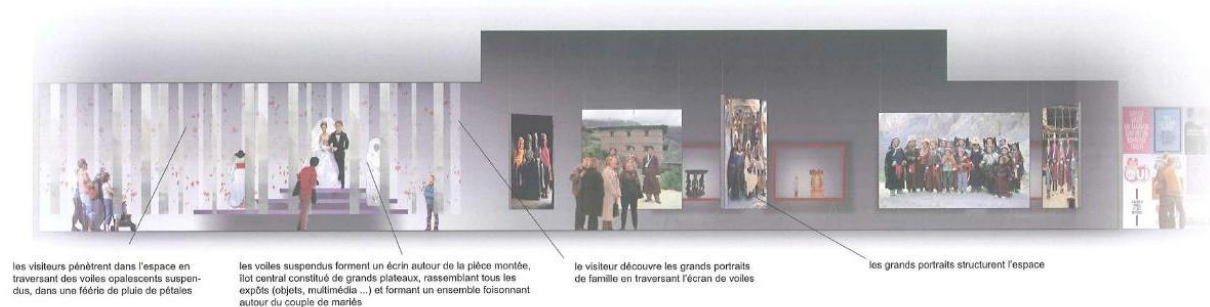 OUI
les visiteurs pénètrent dans l'espace en
traversant des voiles opalescents suspen-
dus, dans une féérie de pluie de pétales
les voiles suspendus forment un écrin autour de la pièce montée,
îlot central constitué de grands plateaux, rassemblant tous les
expôts (objets, multimédia ...) et formant un ensemble foisonnant
autour du couple de mariés
le visiteur découvre les grands portraits
de famille en traversant l'écran de voiles
les grands portraits structurent l'espace